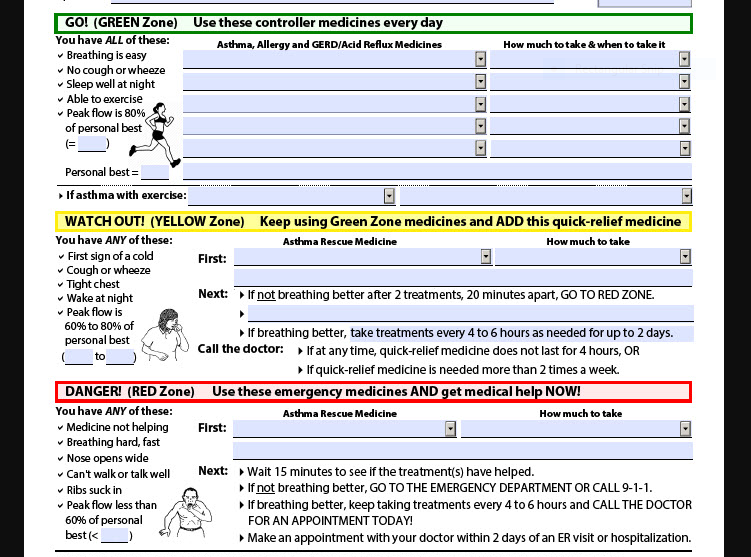 GO! (GREEN Zone) Use these controller medicines every day
You have ALL of these:
Asthma, Allergy and GERD/Acid Reflux Medicines
How much to take & when to take it
✓ Breathing is easy
✓ No cough or wheeze
✓ Sleep well at night
✓ Able to exercise
✓ Peak flow is 80%
of personal best
(= )
Personal best =
‣ If asthma with exercise:
WATCH OUT! (YELLOW Zone) Keep using Green Zone medicines and ADD this quick-relief medicine
You have ANY of these:
Asthma Rescue Medicine
How much to take
✓ First sign of a cold
✓ Cough or wheeze
✓ Tight chest
✓ Wake at night
✓ Peak flow is
60% to 80% of
personal best
( to )
First:
Next: ‣ If not breathing better after 2 treatments, 20 minutes apart, GO TO RED ZONE.
‣
‣ If breathing better, take treatments every 4 to 6 hours as needed for up to 2 days.
Call the doctor: ‣ If at any time, quick-relief medicine does not last for 4 hours, OR
‣ If quick-relief medicine is needed more than 2 times a week.
DANGER! (RED Zone) Use these emergency medicines AND get medical help NOW!
You have ANY of these:
Asthma Rescue Medicine
How much to take
✓ Medicine not helping
✓ Breathing hard, fast
✓ Nose opens wide
✓ Can't walk or talk well
✓ Ribs suck in
✓ Peak flow less than
60% of personal
best (< )
First:
Next: ‣ Wait 15 minutes to see if the treatment(s) have helped.
‣ If not breathing better, GO TO THE EMERGENCY DEPARTMENT OR CALL 9-1-1.
‣ If breathing better, keep taking treatments every 4 to 6 hours and CALL THE DOCTOR
FOR AN APPOINTMENT TODAY!
‣ Make an appointment with your doctor within 2 days of an ER visit or hospitalization.